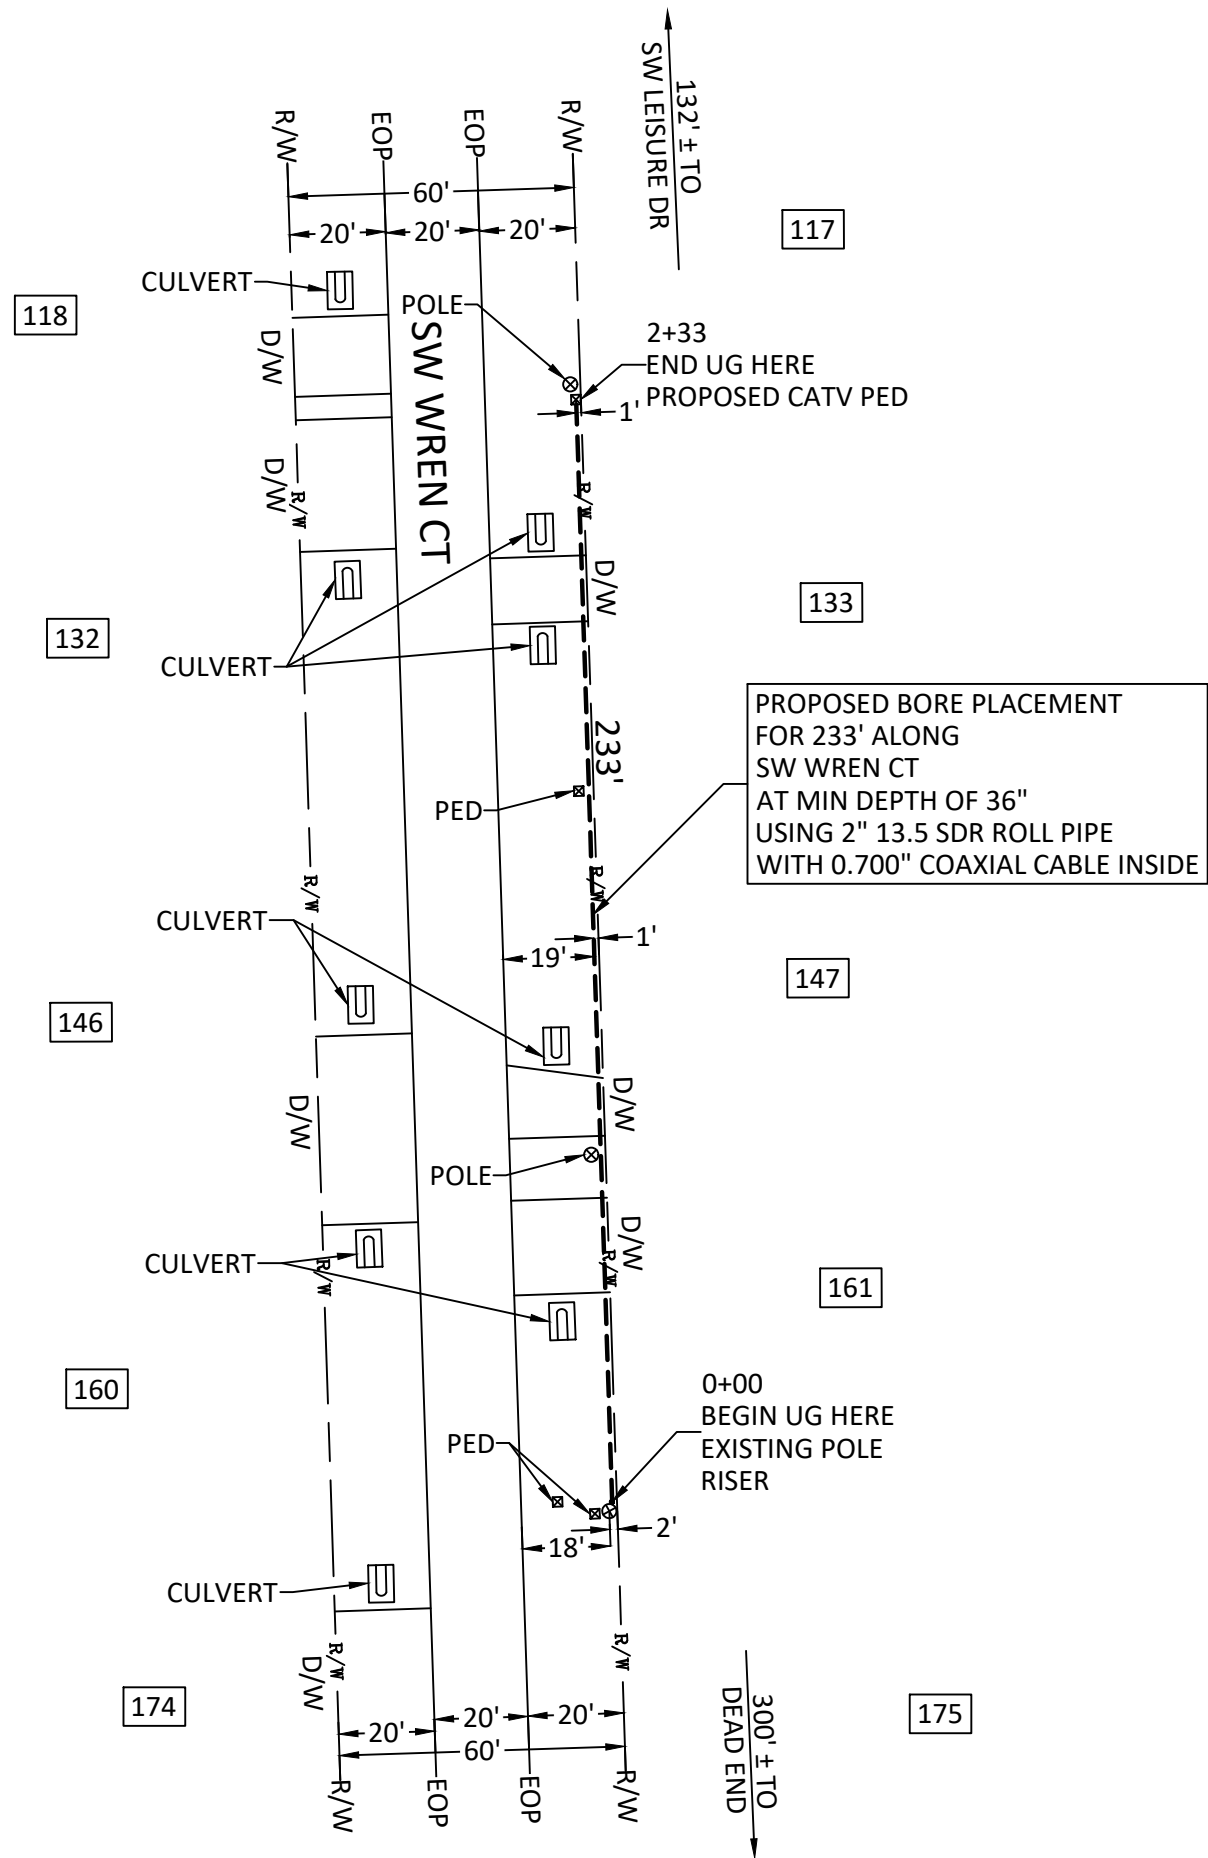 132' ± TO
SW LEISURE DR
R/W
EOP
EOP
R/W
60'
20'
20'
20'
117
CULVERT
118
POLE
2+33
END UG HERE
PROPOSED CATV PED
1'
D/W
SW WREN CT
D/W
R/W
R/W
D/W
133
132
CULVERT
PROPOSED BORE PLACEMENT
FOR 233' ALONG
SW WREN CT
AT MIN DEPTH OF 36"
USING 2" 13.5 SDR ROLL PIPE
WITH 0.700" COAXIAL CABLE INSIDE
233'
PED
R/W
R/W
CULVERT
19'
1'
147
146
D/W
D/W
POLE
D/W
CULVERT
R/W
R/W
161
160
0+00
BEGIN UG HERE
EXISTING POLE
RISER
PED
18'
2'
CULVERT
R/W
D/W
R/W
174
175
20'
20'
20'
60'
R/W
EOP
EOP
R/W
300' ± TO
DEAD END